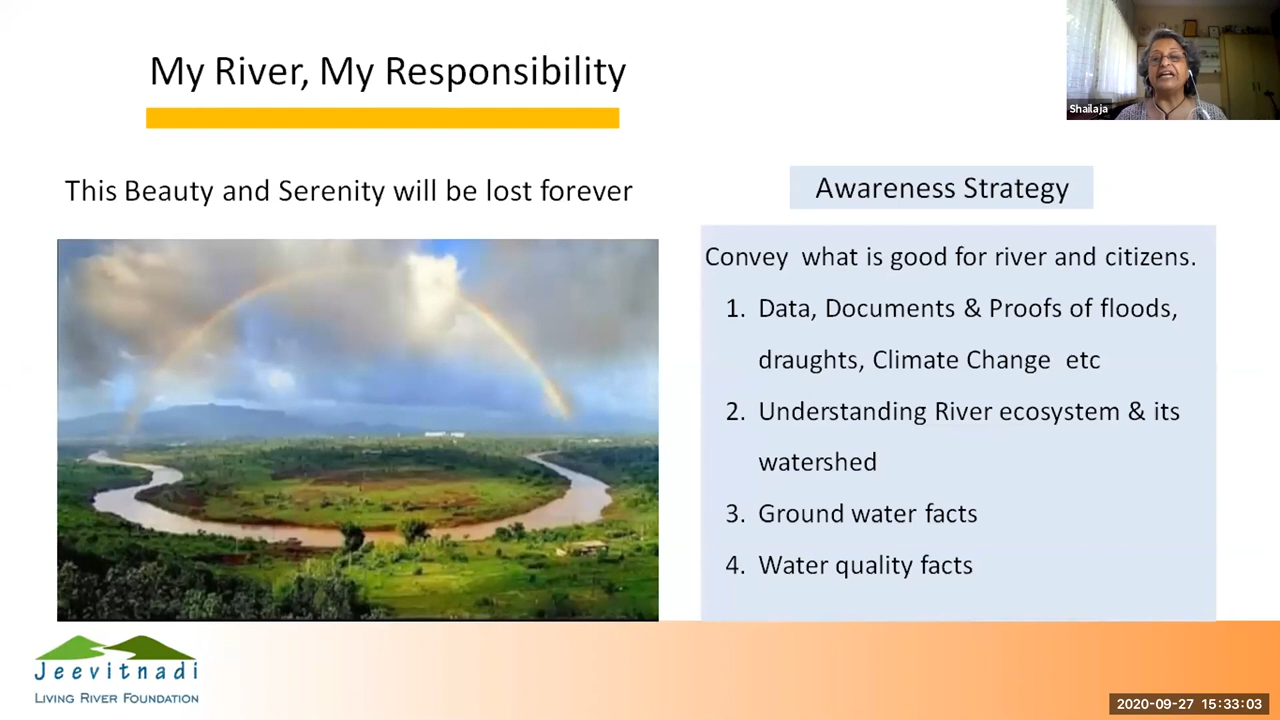 My River, My Responsibility
Shailaja
This Beauty and Serenity will be lost forever
Awareness Strategy
Convey what is good for river and citizens.
1. Data, Documents & Proofs of floods,
draughts, Climate Change etc
2. Understanding River ecosystem & its
watershed
3. Ground water facts
4. Water quality facts
Jeevitnadi
LIVING RIVER FOUNDATION
2020-09-27 15:33:03